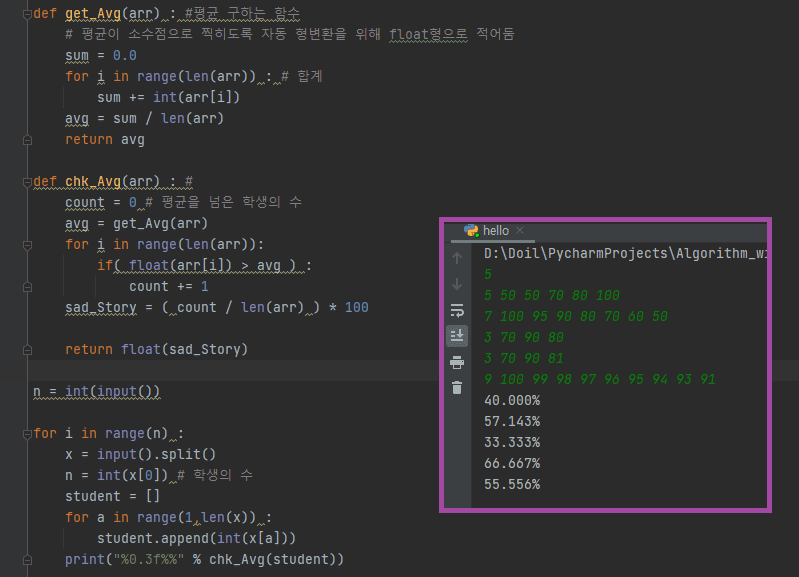 def get_Avg(arr) : #평균 구하는 함수
    # 평균이 소수점으로 찍히도록 자동 형변환을 위해 float형으로 적어둠
    sum = 0.0
    for i in range(len(arr)) : # 합계
        sum += int(arr[i])
    avg = sum / len(arr)
    return avg
def chk_Avg(arr) : #
    count = 0 # 평균을 넘은 학생의 수
    avg = get_Avg(arr)
    for i in range(len(arr)):
        if( float(arr[i]) > avg ) :
            count += 1
    sad_Story = ( count / len(arr) ) * 100
    return float(sad_Story)
n = int(input())
for i in range(n) :
    x = input().split()
    n = int(x[0]) # 학생의 수
    student = []
    for a in range(1,len(x)) :
        student.append(int(x[a]))
    print("%0.3f%%" % chk_Avg(student))
hello
D:\Doil\PycharmProjects\Algorithm_wi
5
5 50 50 70 80 100
7 100 95 90 80 70 60 50
3 70 90 80
3 70 90 81
9 100 99 98 97 96 95 94 93 91
40.000%
57.143%
33.333%
66.667%
55.556%